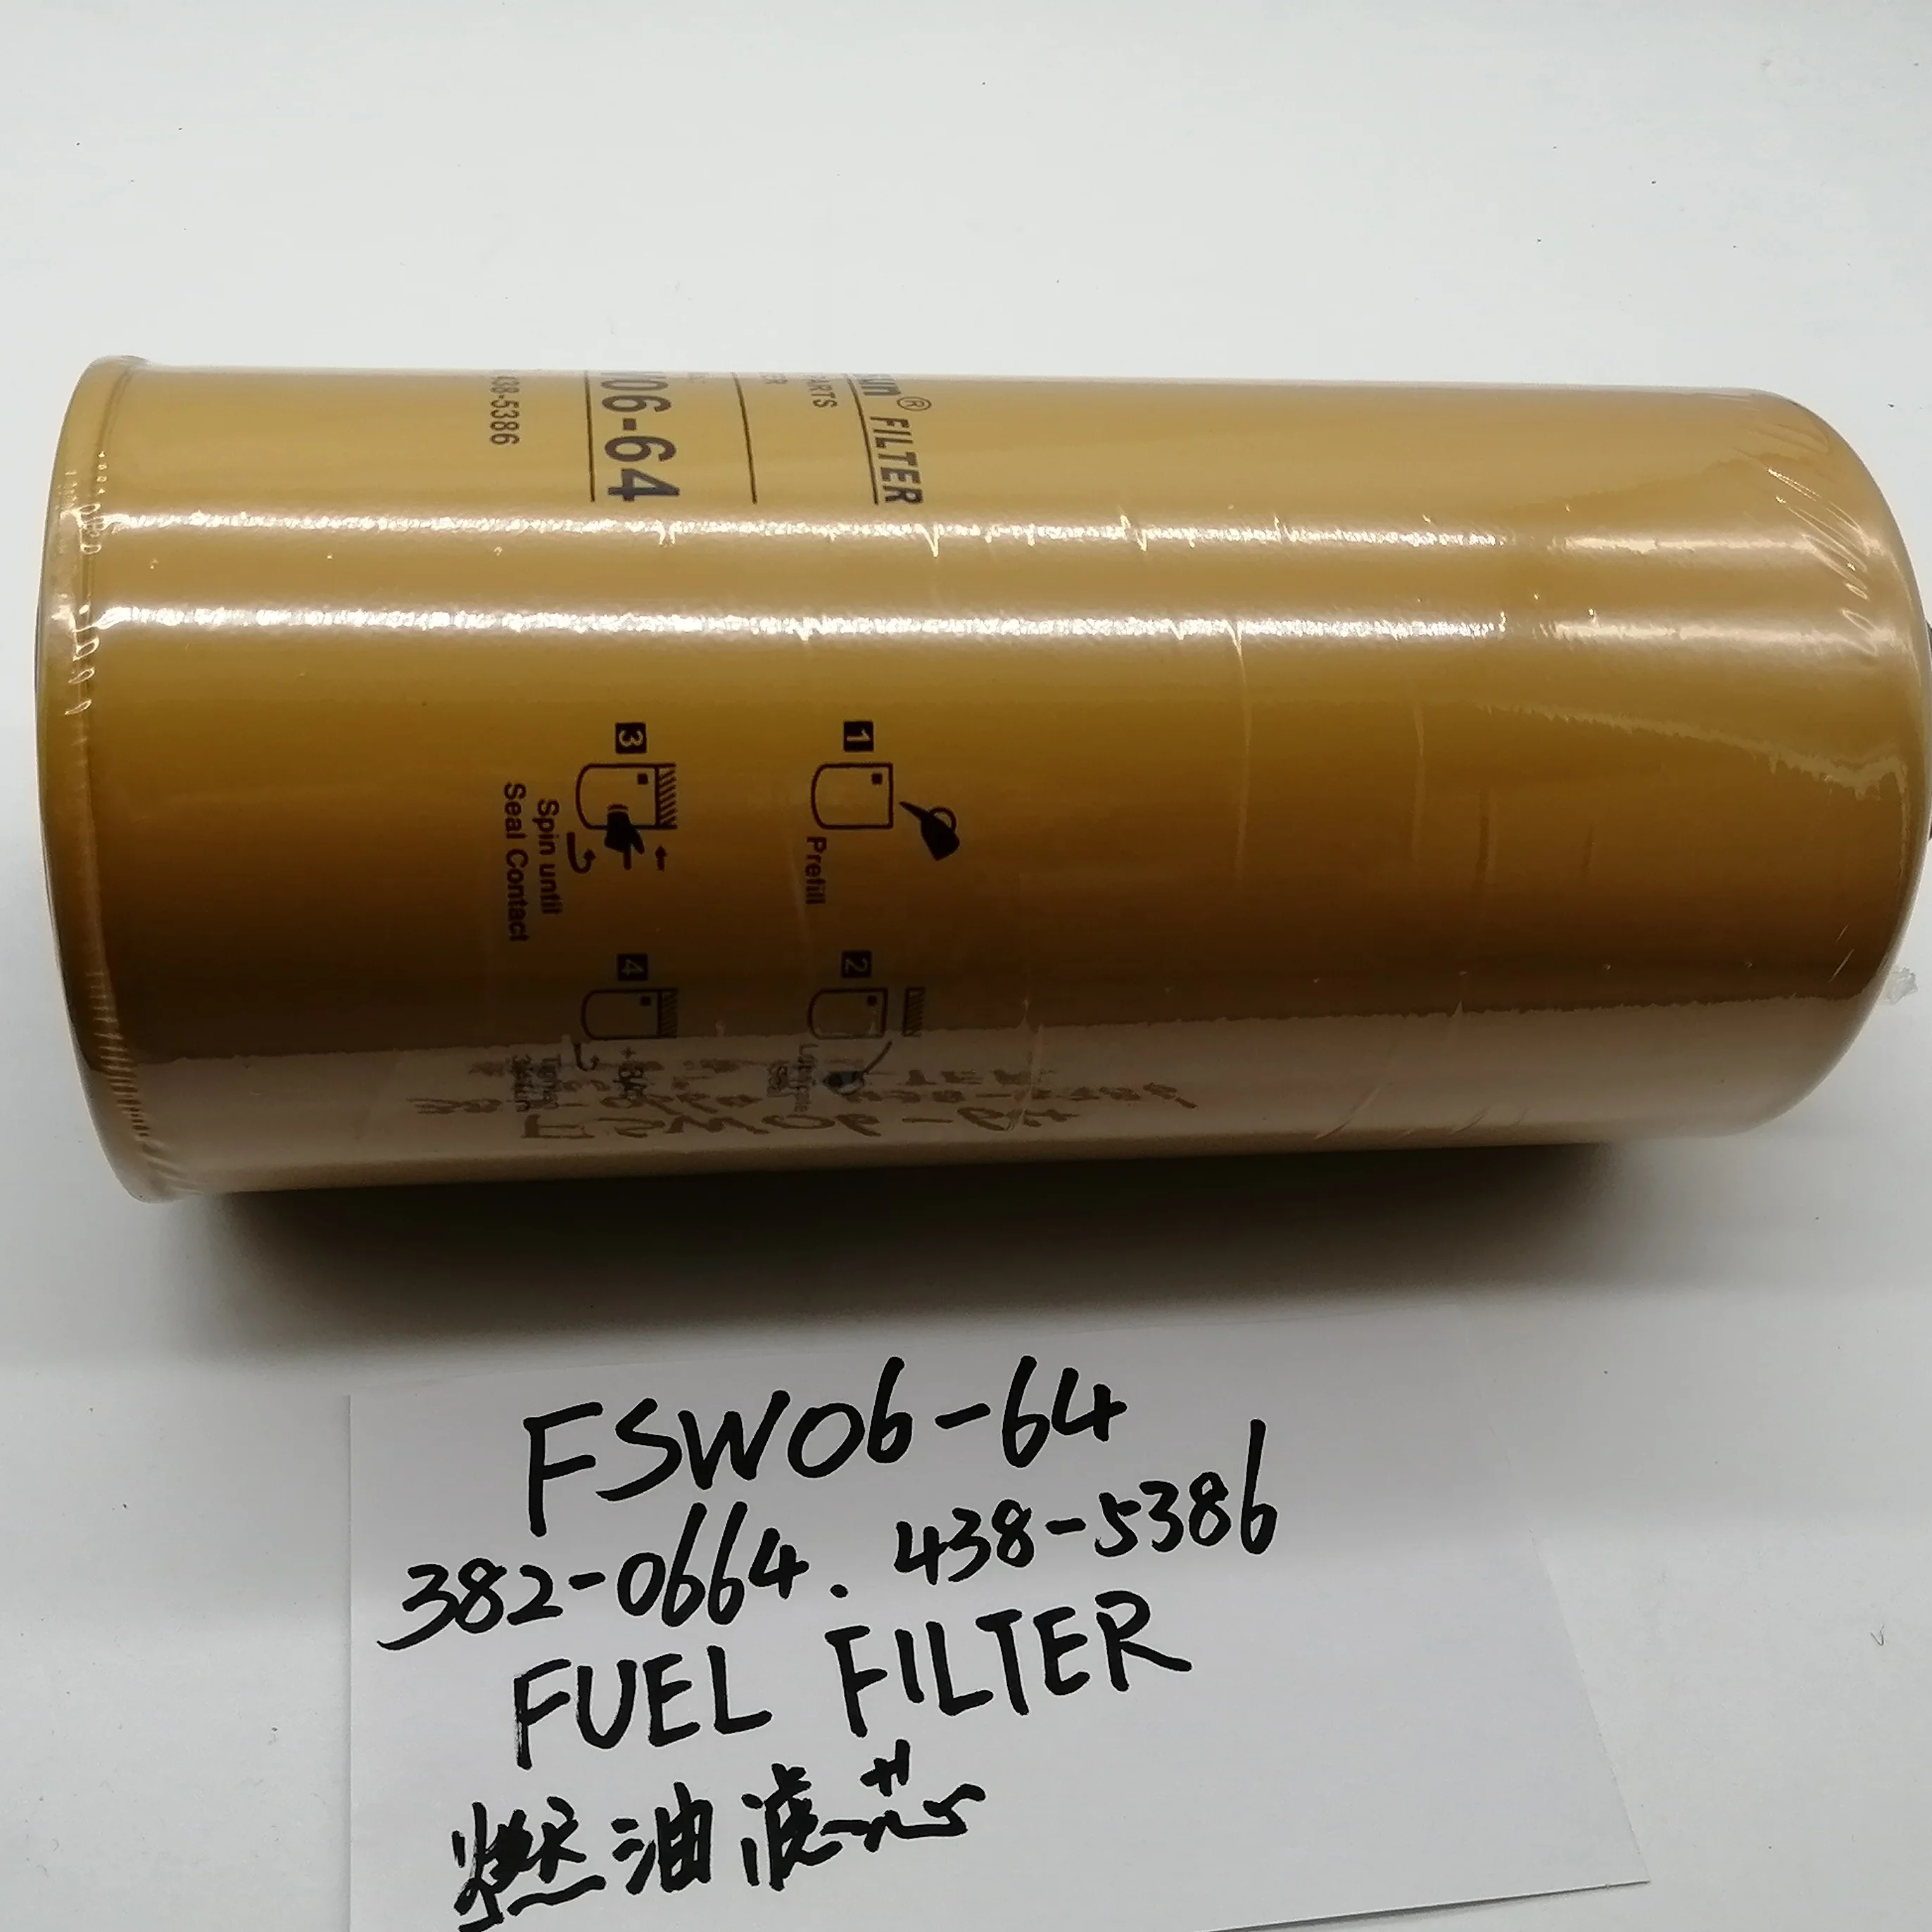 FILTER
PARTS
06-64
438-5386
1
Prefill
2
3
Spin until
Seal Contact
4
FSW06-64
382-0664. 438-5386
FUEL FILTER
燃油滤芯